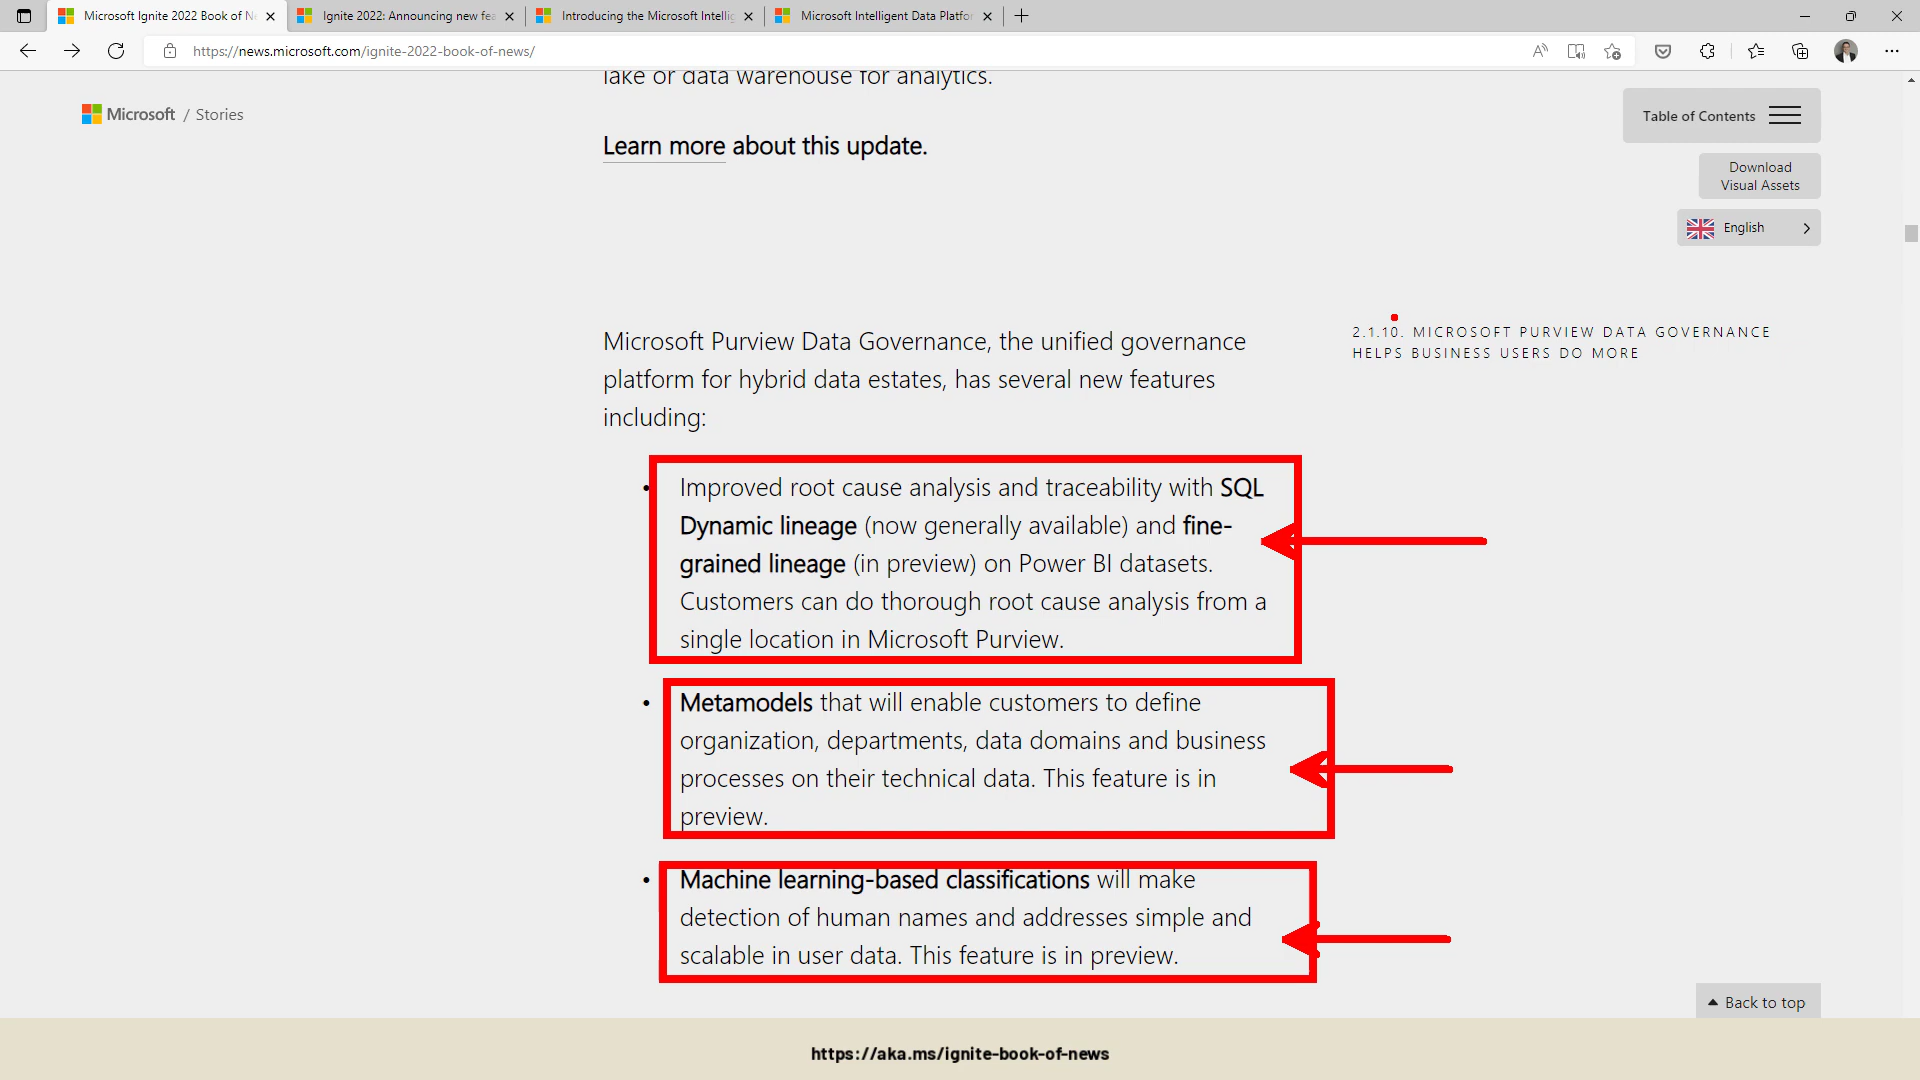 Microsoft Ignite 2022 Book of Ne
Ignite 2022: Announcing new fea
Introducing the Microsoft Intellig
Microsoft Intelligent Data Platfor
https://news.microsoft.com/ignite-2022-book-of-news/
lake or data warehouse for analytics.
Microsoft / Stories
Table of Contents
Learn more about this update.
Download
Visual Assets
English
Microsoft Purview Data Governance, the unified governance
platform for hybrid data estates, has several new features
including:
2.1.10. MICROSOFT PURVIEW DATA GOVERNANCE
HELPS BUSINESS USERS DO MORE
• Improved root cause analysis and traceability with SQL
Dynamic lineage (now generally available) and fine-
grained lineage (in preview) on Power BI datasets.
Customers can do thorough root cause analysis from a
single location in Microsoft Purview.
• Metamodels that will enable customers to define
organization, departments, data domains and business
processes on their technical data. This feature is in
preview.
• Machine learning-based classifications will make
detection of human names and addresses simple and
scalable in user data. This feature is in preview.
Back to top
https://aka.ms/ignite-book-of-news